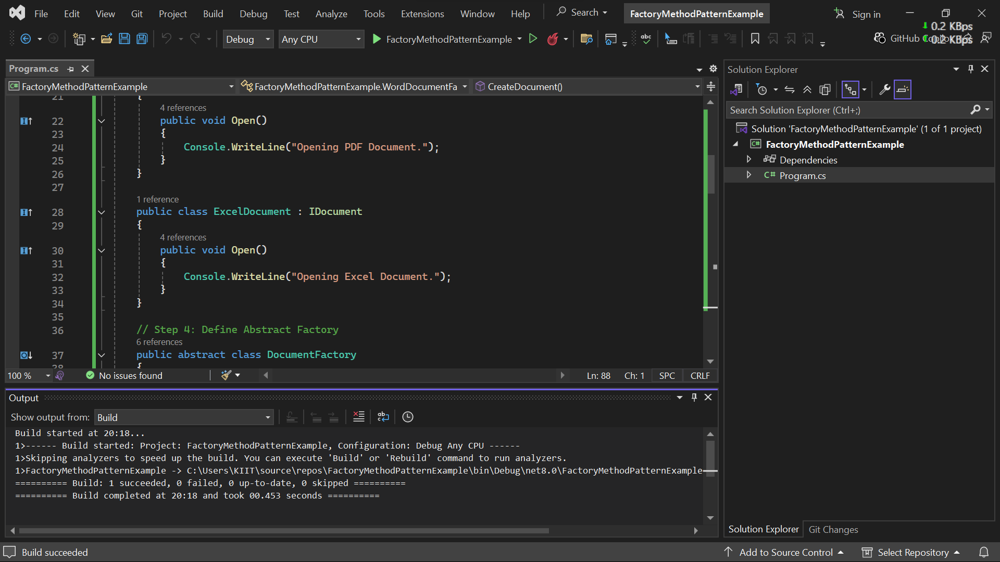 File Edit View Git Project Build Debug Test Analyze Tools Extensions Window Help Search FactoryMethodPatternExample Sign in
0.2 KBps
Debug Any CPU FactoryMethodPatternExample abc GitHub 0.2 KBps
Program.cs
FactoryMethodPatternExample FactoryMethodPatternExample.WordDocumentFa CreateDocument()
21 {
4 references
22 public void Open()
23 {
24 Console.WriteLine("Opening PDF Document.");
25 }
26 }
27
1 reference
28 public class ExcelDocument : IDocument
29 {
4 references
30 public void Open()
31 {
32 Console.WriteLine("Opening Excel Document.");
33 }
34 }
35
36 // Step 4: Define Abstract Factory
6 references
37 public abstract class DocumentFactory
38 {
100 % No issues found Ln: 88 Ch: 1 SPC CRLF
Output
Show output from: Build
Build started at 20:18...
1>------ Build started: Project: FactoryMethodPatternExample, Configuration: Debug Any CPU ------
1>Skipping analyzers to speed up the build. You can execute 'Build' or 'Rebuild' command to run analyzers.
1>FactoryMethodPatternExample -> C:\Users\KIIT\source\repos\FactoryMethodPatternExample\bin\Debug\net8.0\FactoryMethodPatternExample
========== Build: 1 succeeded, 0 failed, 0 up-to-date, 0 skipped ==========
========== Build completed at 20:18 and took 00.453 seconds ==========
Solution Explorer
Search Solution Explorer (Ctrl+;)
Solution 'FactoryMethodPatternExample' (1 of 1 project)
C# FactoryMethodPatternExample
Dependencies
C# Program.cs
Solution Explorer Git Changes
Build succeeded Add to Source Control Select Repository